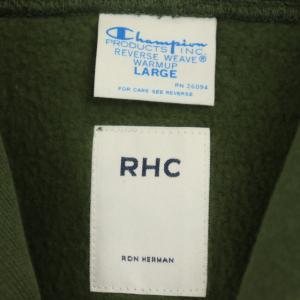 Champion
PRODUCTS INC.
REVERSE WEAVE®
WARMUP
LARGE
RN 26094
FOR CARE SEE REVERSE
RHC
RON HERMAN